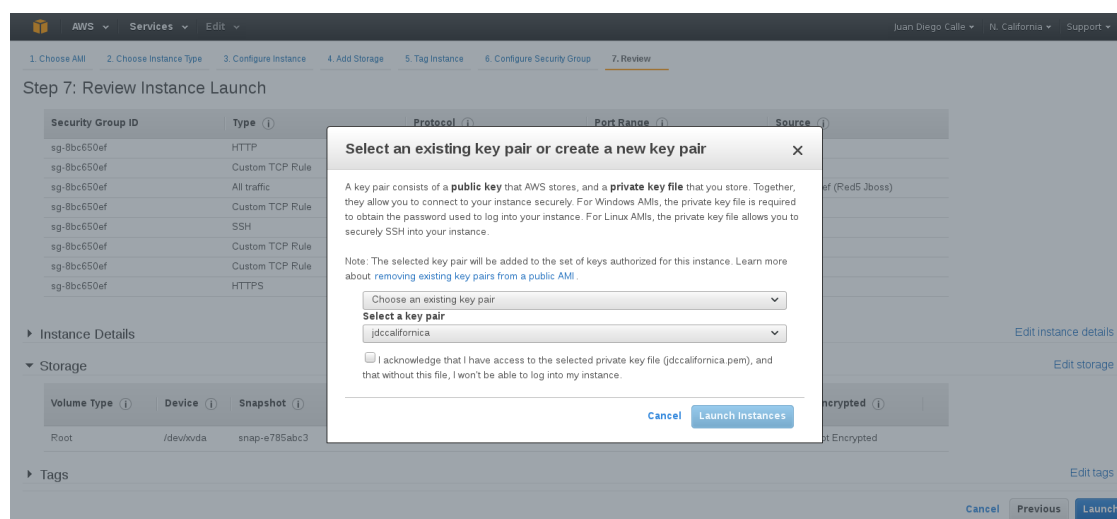 AWS Services Edit Juan Diego Calle N. California Support
1. Choose AMI 2. Choose Instance Type 3. Configure Instance 4. Add Storage 5. Tag Instance 6. Configure Security Group 7. Review
Step 7: Review Instance Launch
Security Group ID Type Protocol Port Range Source
sg-8bc650ef HTTP
sg-8bc650ef Custom TCP Rule
sg-8bc650ef All traffic ef (Red5 Jboss)
sg-8bc650ef Custom TCP Rule
sg-8bc650ef SSH
sg-8bc650ef Custom TCP Rule
sg-8bc650ef Custom TCP Rule
sg-8bc650ef HTTPS
Select an existing key pair or create a new key pair
A key pair consists of a public key that AWS stores, and a private key file that you store. Together,
they allow you to connect to your instance securely. For Windows AMIs, the private key file is required
to obtain the password used to log into your instance. For Linux AMIs, the private key file allows you to
securely SSH into your instance.
Note: The selected key pair will be added to the set of keys authorized for this instance. Learn more
about removing existing key pairs from a public AMI .
Choose an existing key pair
Select a key pair
jdccalifornica
I acknowledge that I have access to the selected private key file (jdccalifornica.pem), and
that without this file, I won't be able to log into my instance.
Cancel Launch Instances
Instance Details Edit instance details
Storage Edit storage
Volume Type Device Snapshot ncrypted
Root /dev/xvda snap-e785abc3 ot Encrypted
Tags Edit tags
Cancel Previous Launch